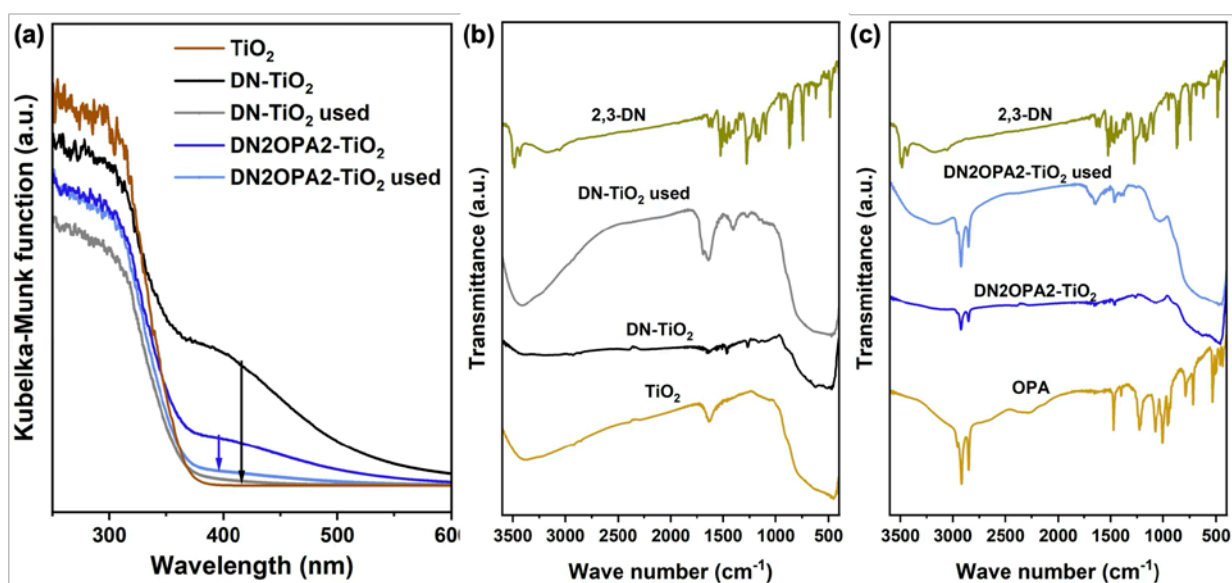 (a)
TiO₂
DN-TiO₂
DN-TiO₂ used
DN2OPA2-TiO₂
DN2OPA2-TiO₂ used
Kubelka-Munk function (a.u.)
300 400 500 600
Wavelength (nm)
(b)
2,3-DN
DN-TiO₂ used
DN-TiO₂
TiO₂
Transmittance (a.u.)
3500 3000 2500 2000 1500 1000 500
Wave number (cm⁻¹)
(c)
2,3-DN
DN2OPA2-TiO₂ used
DN2OPA2-TiO₂
OPA
Transmittance (a.u.)
3500 3000 2500 2000 1500 1000 500
Wave number (cm⁻¹)